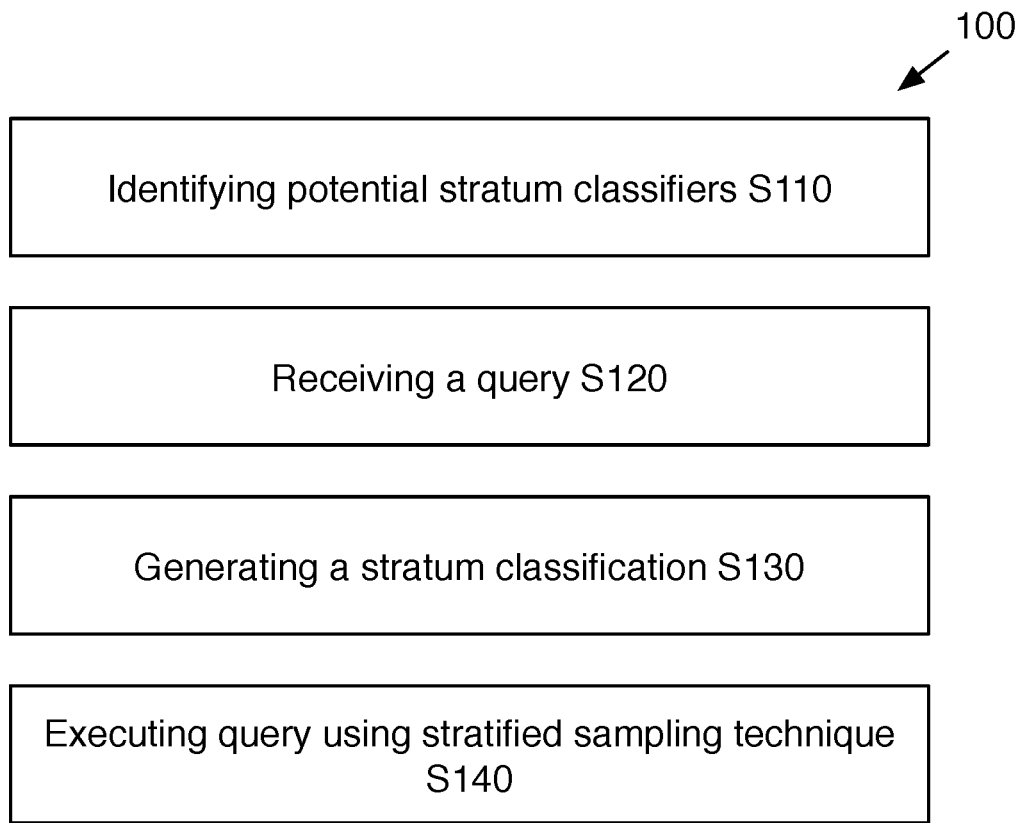 100
Identifying potential stratum classifiers S110
Receiving a query S120
Generating a stratum classification S130
Executing query using stratified sampling technique
S140